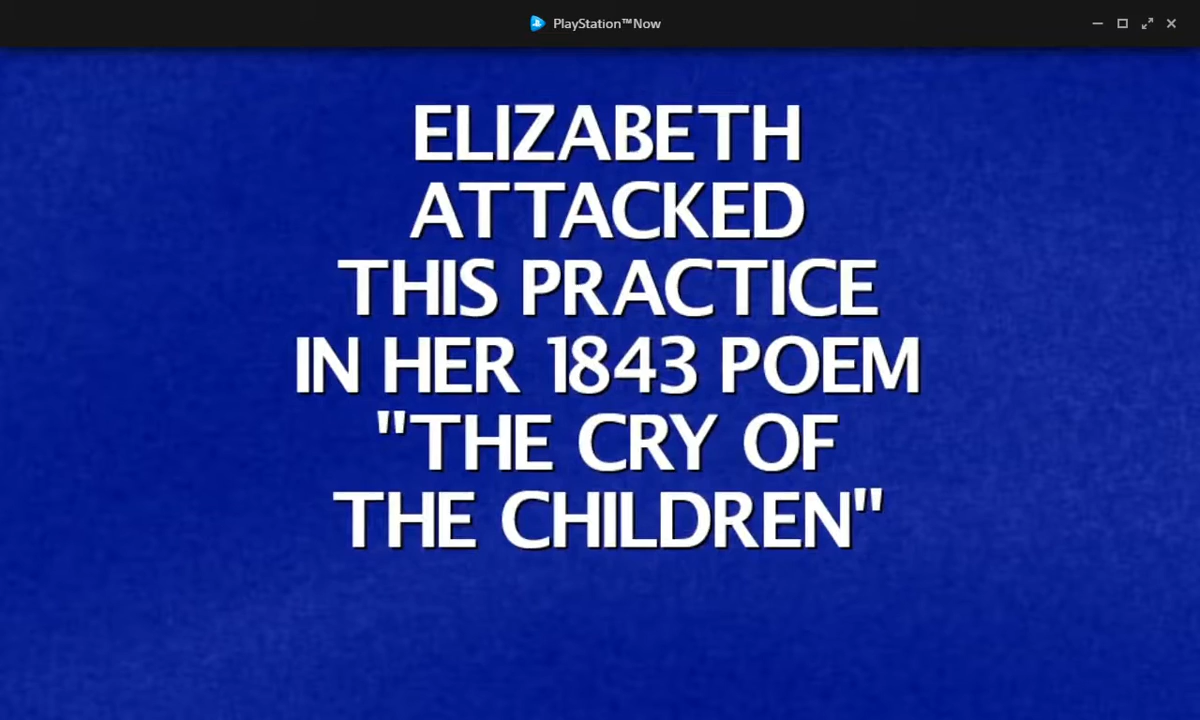 PlayStation™Now
ELIZABETH
ATTACKED
THIS PRACTICE
IN HER 1843 POEM
"THE CRY OF
THE CHILDREN"